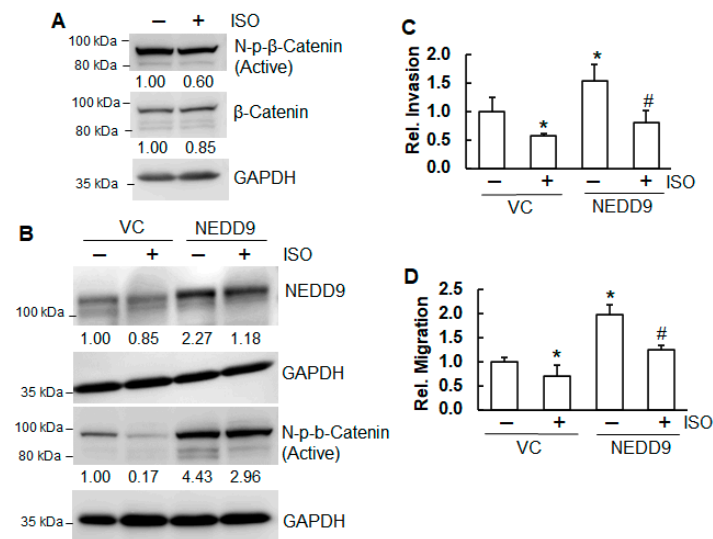 A
− + ISO
100 kDa
80 kDa
N-p-β-Catenin
(Active)
1.00 0.60
100 kDa
80 kDa
β-Catenin
1.00 0.85
35 kDa
GAPDH
B
VC NEDD9
− + − + ISO
100 kDa
NEDD9
1.00 0.85 2.27 1.18
35 kDa
GAPDH
100 kDa
80 kDa
N-p-b-Catenin
(Active)
1.00 0.17 4.43 2.96
35 kDa
GAPDH
C
Rel. Invasion
2.0
1.5
1.0
0.5
0.0
* * #
− + − + ISO
VC NEDD9
D
Rel. Migration
2.5
2.0
1.5
1.0
0.5
0.0
* * #
− + − + ISO
VC NEDD9